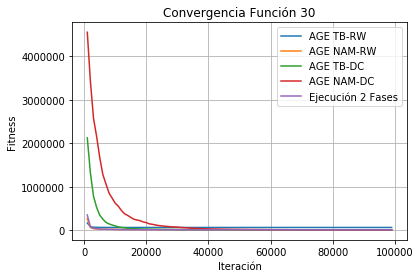 Convergencia Función 30
AGE TB-RW
AGE NAM-RW
AGE TB-DC
AGE NAM-DC
Ejecución 2 Fases
Fitness
4000000
3000000
2000000
1000000
0
0
20000
40000
60000
80000
100000
Iteración